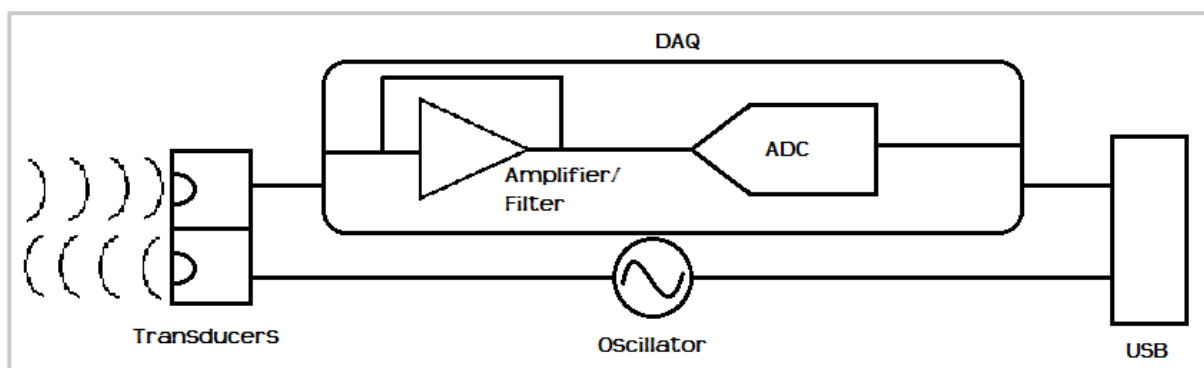 DAQ
ADC
Amplifier/
Filter
Transducers
Oscillator
USB